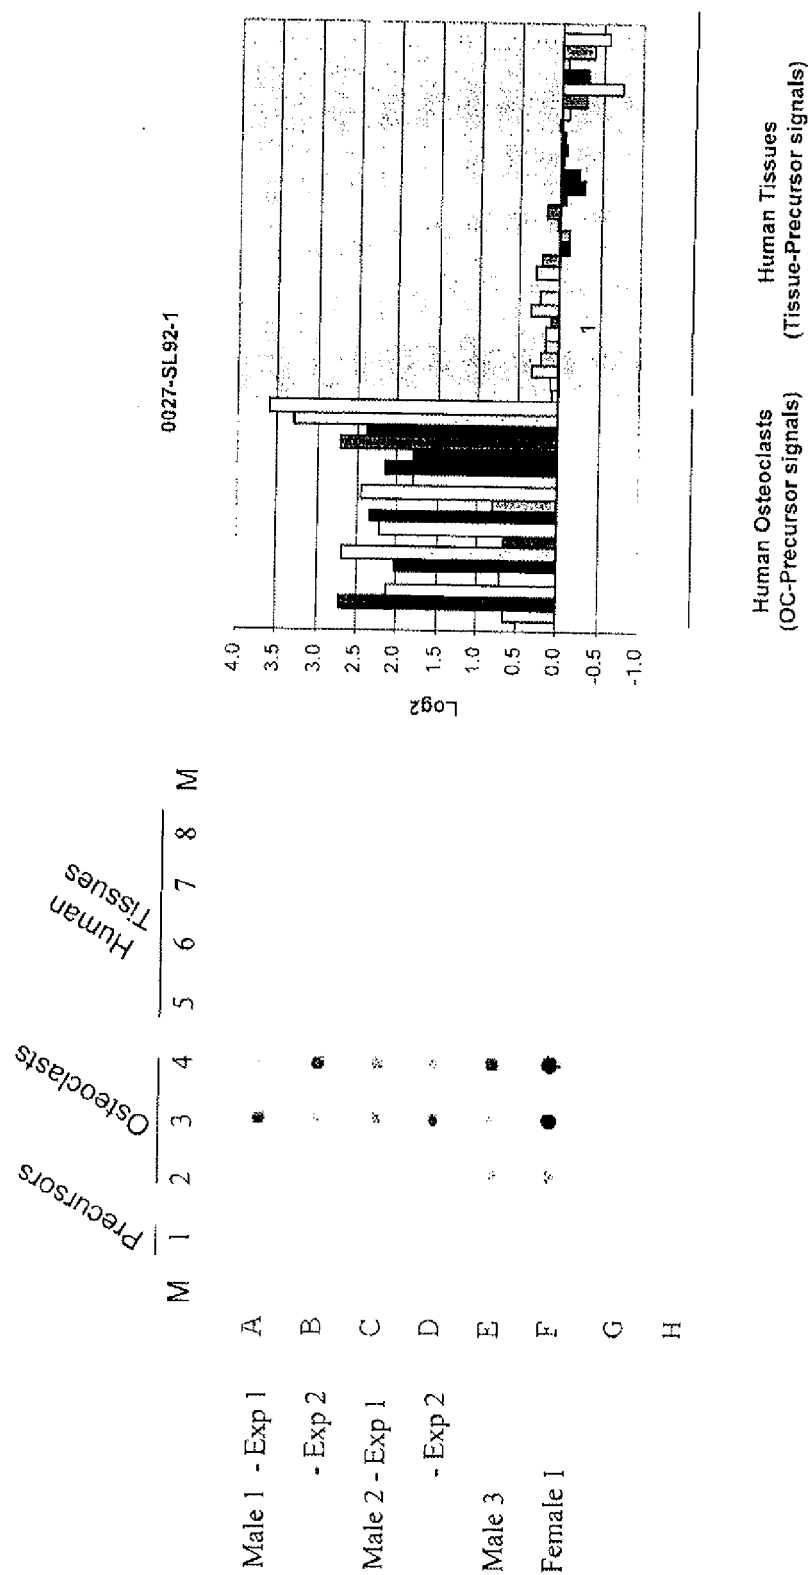 Precursors
Osteoclasts
Human
Tissues
M 1 2 3 4 5 6 7 8 M
Male 1 - Exp 1 A
- Exp 2 B
Male 2 - Exp 1 C
- Exp 2 D
Male 3 E
Female 1 F
G
H
0027-SL92-1
4.0
3.5
3.0
2.5
2.0
1.5
1.0
0.5
0.0
-0.5
-1.0
Log2
1
Human Osteoclasts
(OC-Precursor signals)
Human Tissues
(Tissue-Precursor signals)